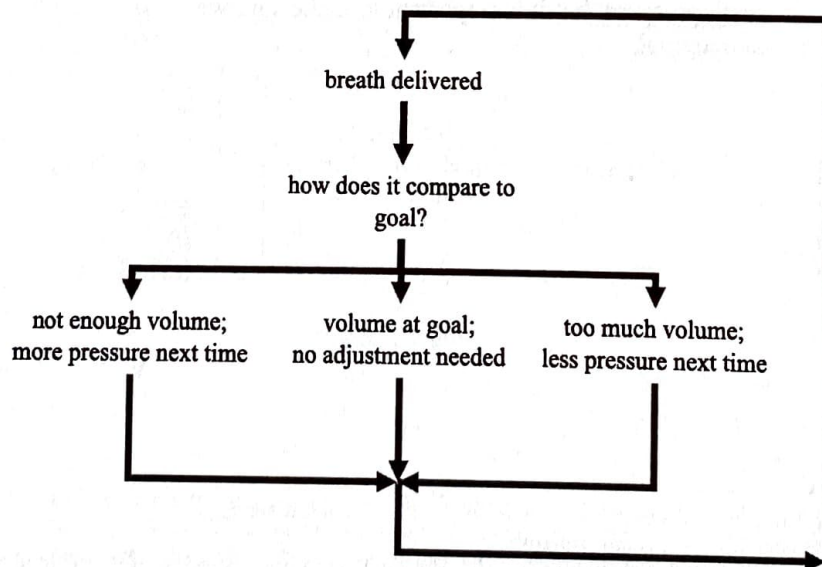 breath delivered
how does it compare to
goal?
not enough volume;
more pressure next time
volume at goal;
no adjustment needed
too much volume;
less pressure next time